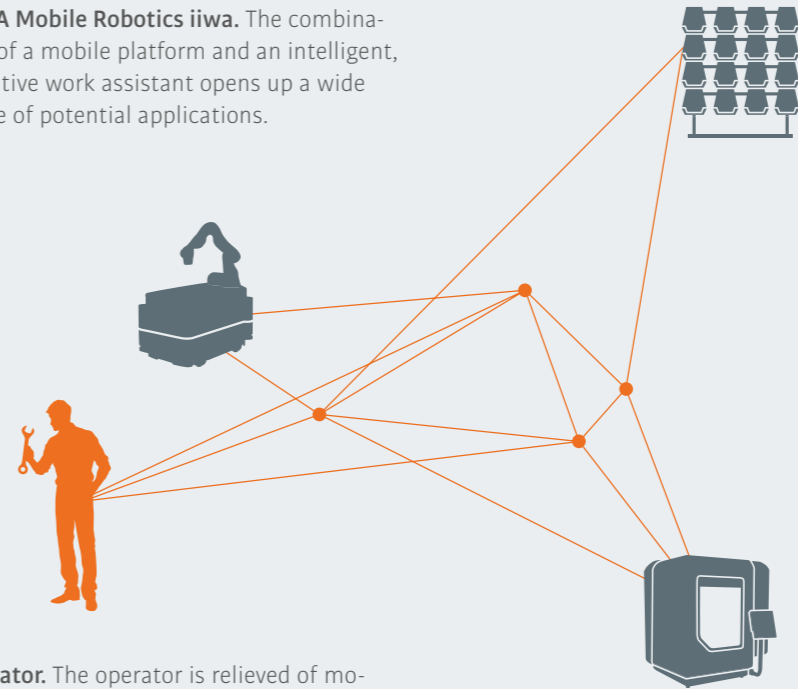 A Mobile Robotics iiwa. The combina-
of a mobile platform and an intelligent,
tive work assistant opens up a wide
e of potential applications.
ator. The operator is relieved of mo-